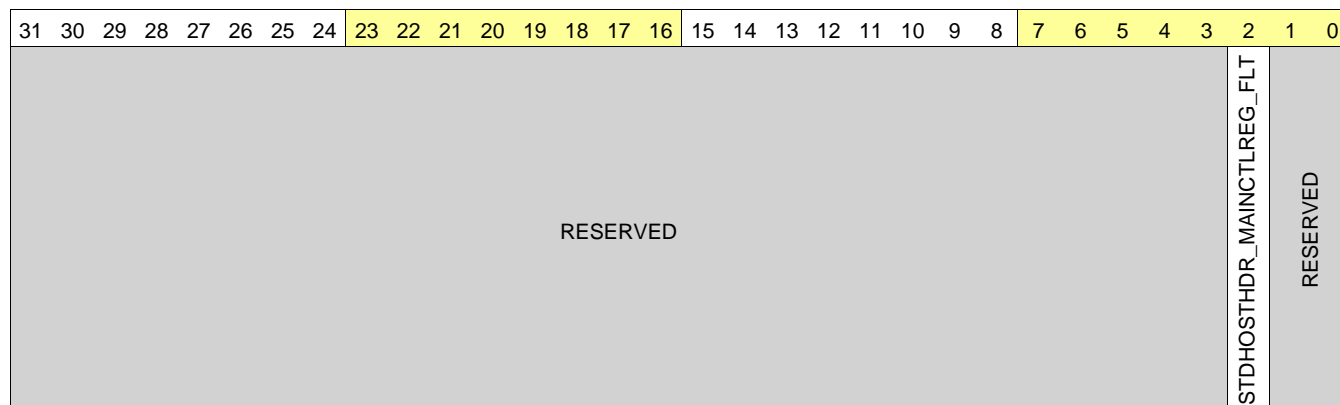 31 30 29 28 27 26 25 24 23 22 21 20 19 18 17 16 15 14 13 12 11 10 9 8 7 6 5 4 3 2 1 0
RESERVED
STDHOSTHDR_MAINCTLREG_FLT
RESERVED